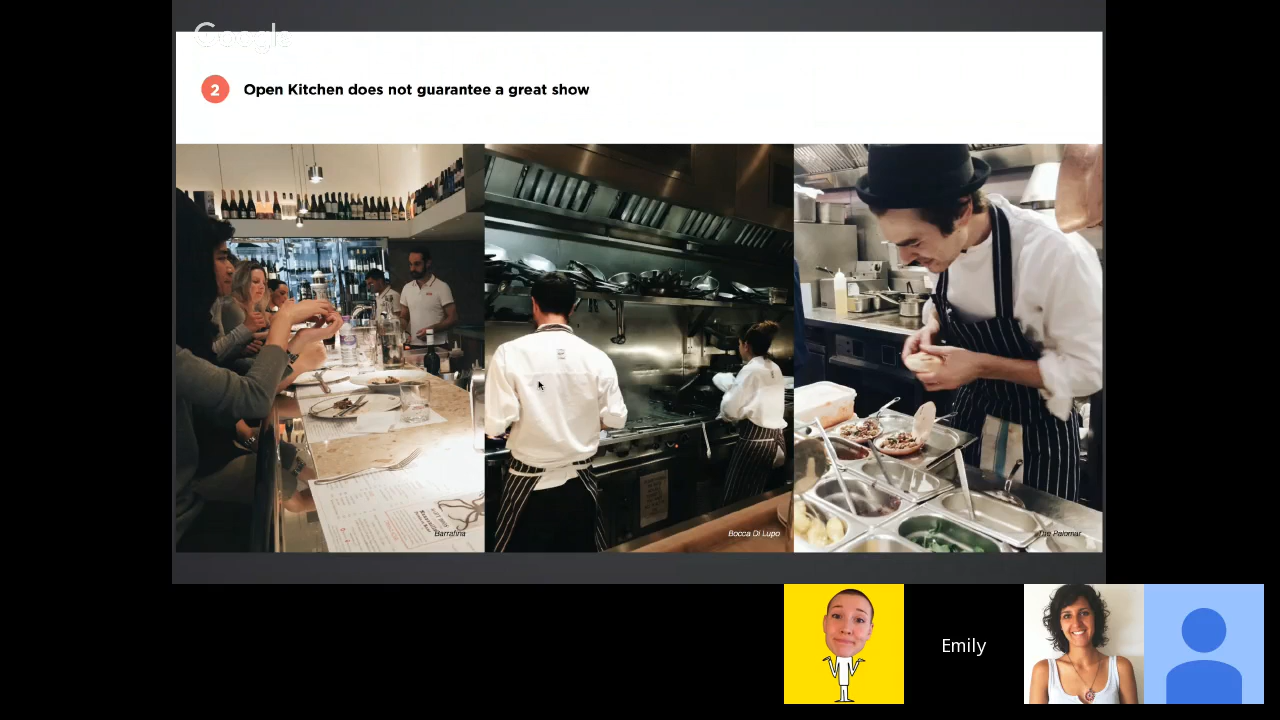 Google
2
Open Kitchen does not guarantee a great show
Barrafina
Bocca Di Lupo
The Palomar
Emily